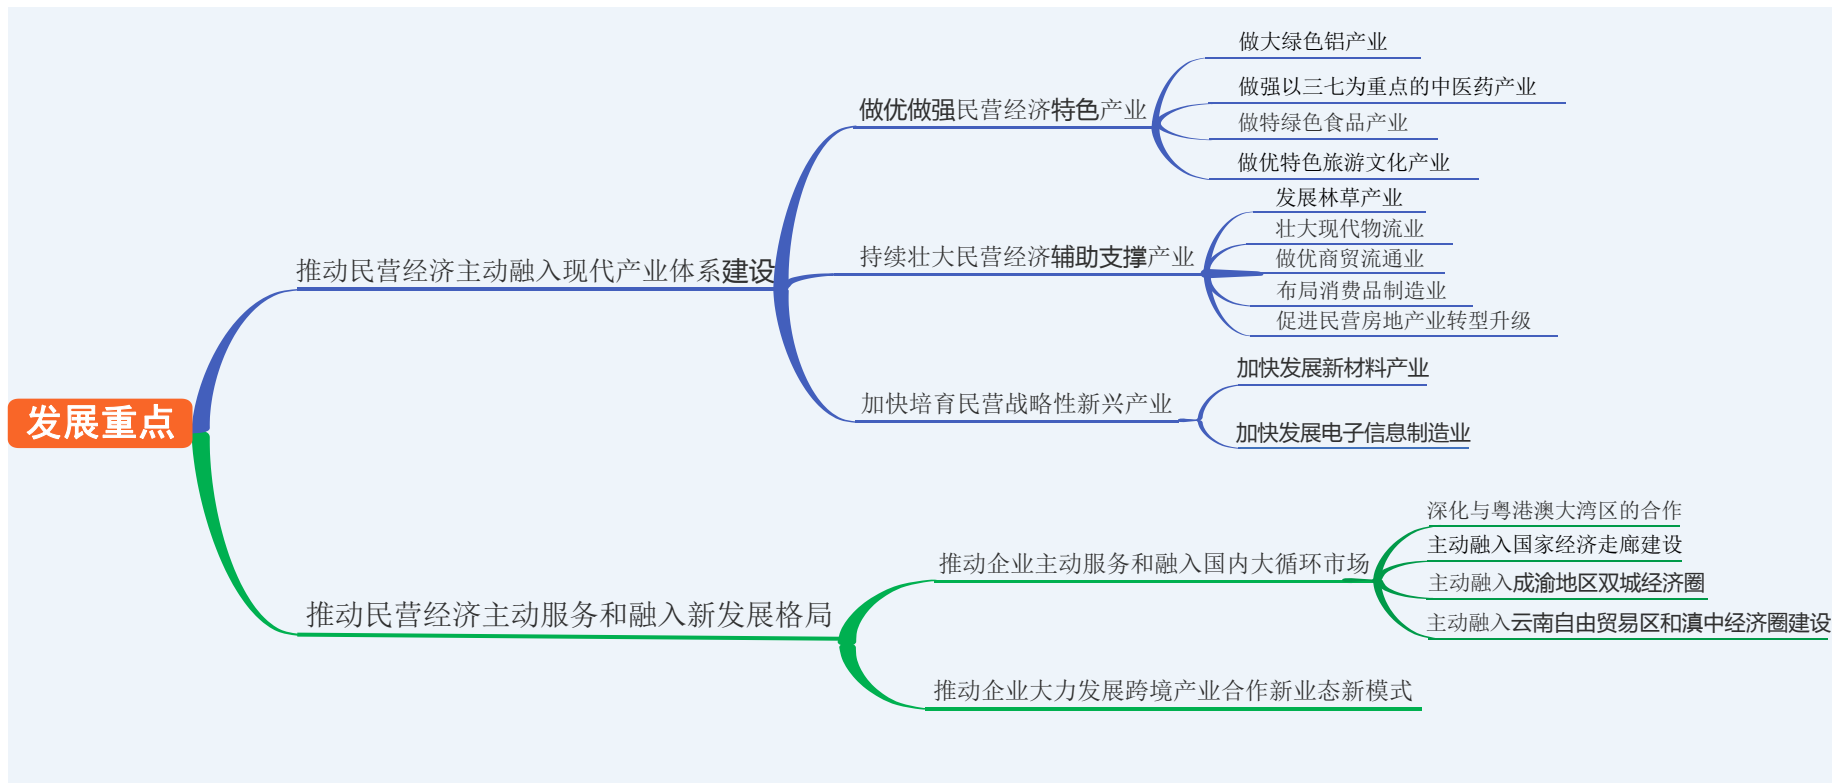 发展重点
推动民营经济主动融入现代产业体系建设
做优做强民营经济特色产业
做大绿色铝产业
做强以三七为重点的中医药产业
做特绿色食品产业
做优特色旅游文化产业
持续壮大民营经济辅助支撑产业
发展林草产业
壮大现代物流业
做优商贸流通业
布局消费品制造业
促进民营房地产业转型升级
加快培育民营战略性新兴产业
加快发展新材料产业
加快发展电子信息制造业
推动民营经济主动服务和融入新发展格局
推动企业主动服务和融入国内大循环市场
深化与粤港澳大湾区的合作
主动融入国家经济走廊建设
主动融入成渝地区双城经济圈
主动融入云南自由贸易区和滇中经济圈建设
推动企业大力发展跨境产业合作新业态新模式